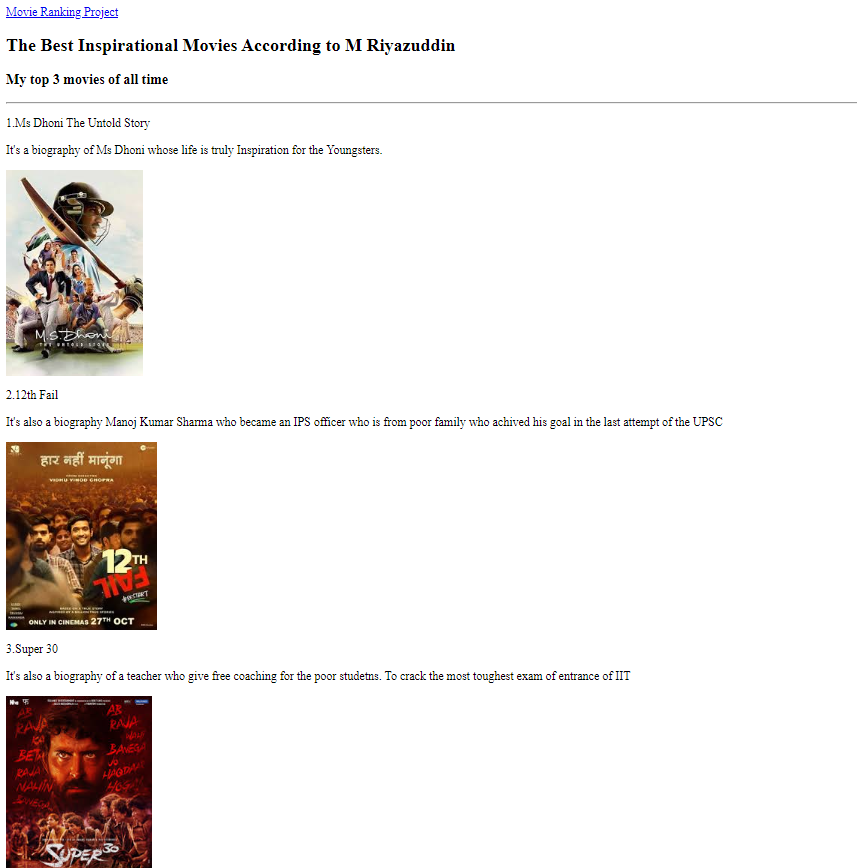 Movie Ranking Project
The Best Inspirational Movies According to M Riyazuddin
My top 3 movies of all time
1.Ms Dhoni The Untold Story
It's a biography of Ms Dhoni whose life is truly Inspiration for the Youngsters.
M.S.Dhoni
THE UNTOLD STORY
2.12th Fail
It's also a biography Manoj Kumar Sharma who became an IPS officer who is from poor family who achived his goal in the last attempt of the UPSC
हार नहीं मानूंगा
VIDHU VINOD CHOPRA
12TH
FAIL
#RESTART
ONLY IN CINEMAS 27TH OCT
3.Super 30
It's also a biography of a teacher who give free coaching for the poor studetns. To crack the most toughest exam of entrance of IIT
AB
RAJA
KA
BETA
RAJA
NAHIN
AB
RAJA
WOHI
BANEGA
JO
HAQDAAR
SUPER 30